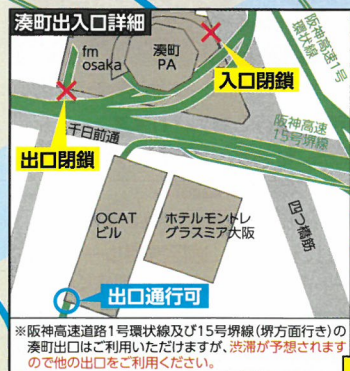 湊町出入口詳細
fm
osaka
湊町
PA
入口閉鎖
阪神高速1号
環状線
阪神高速
15号堺線
千日前通
出口閉鎖
OCAT
ビル
ホテルモントレ
グラスミア大阪
四つ橋筋
出口通行可
※阪神高速道路1号環状線及び15号堺線(堺方面行き)の
湊町出口はご利用いただけますが、渋滞が予想されます
ので他の出口をご利用ください。